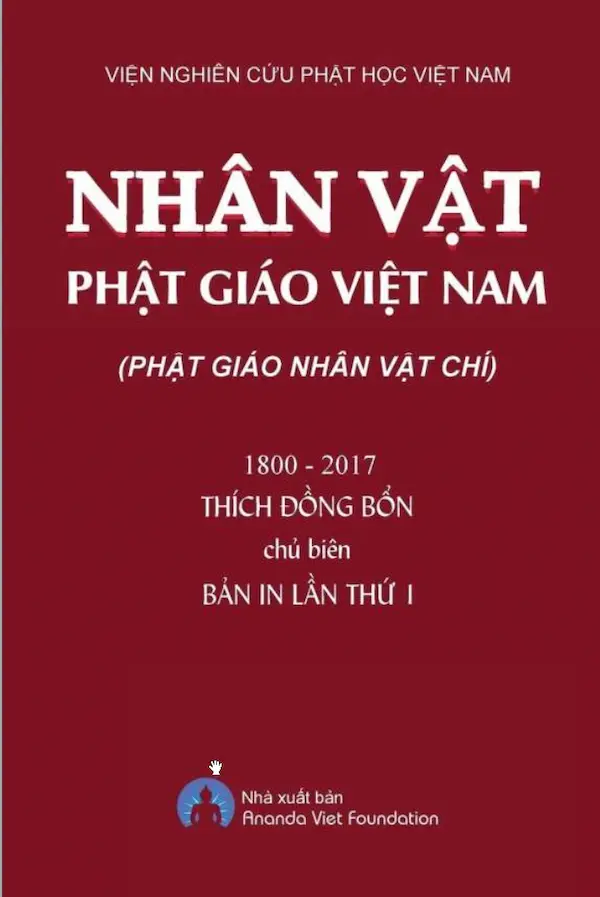 VIỆN NGHIÊN CỨU PHẬT HỌC VIỆT NAM
NHÂN VẬT
PHẬT GIÁO VIỆT NAM
(PHẬT GIÁO NHÂN VẬT CHÍ)
1800 - 2017
THÍCH ĐỒNG BỔN
chủ biên
BẢN IN LẦN THỨ I
Nhà xuất bản
Ananda Viet Foundation